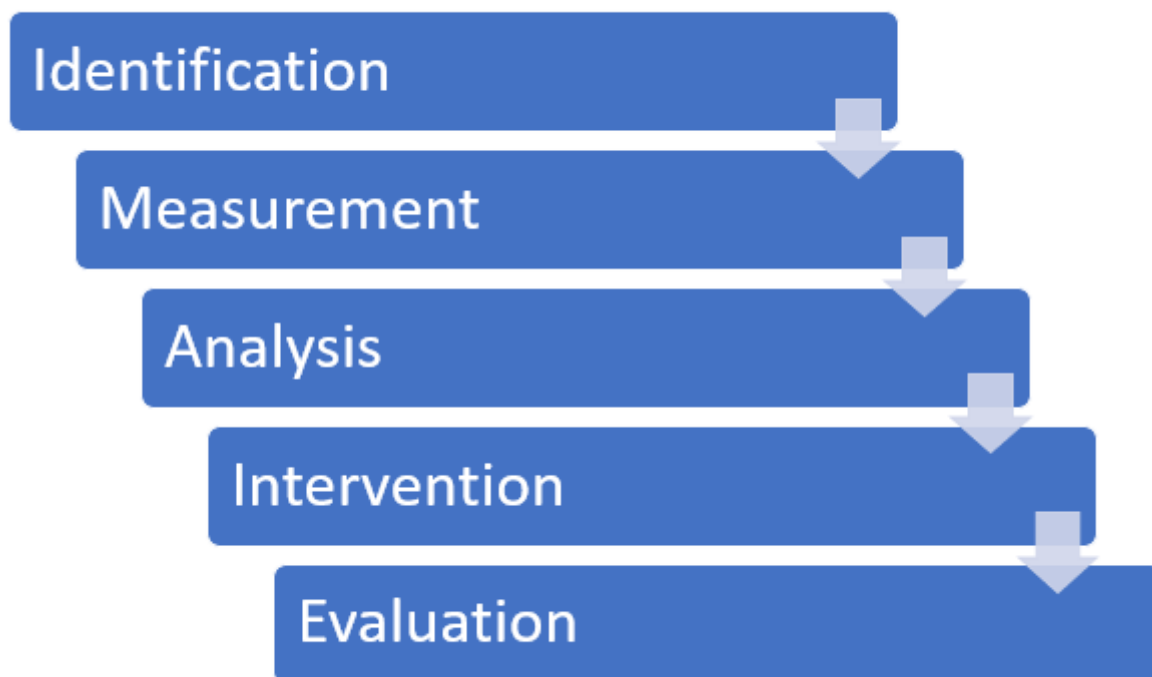 Identification
Measurement
Analysis
Intervention
Evaluation